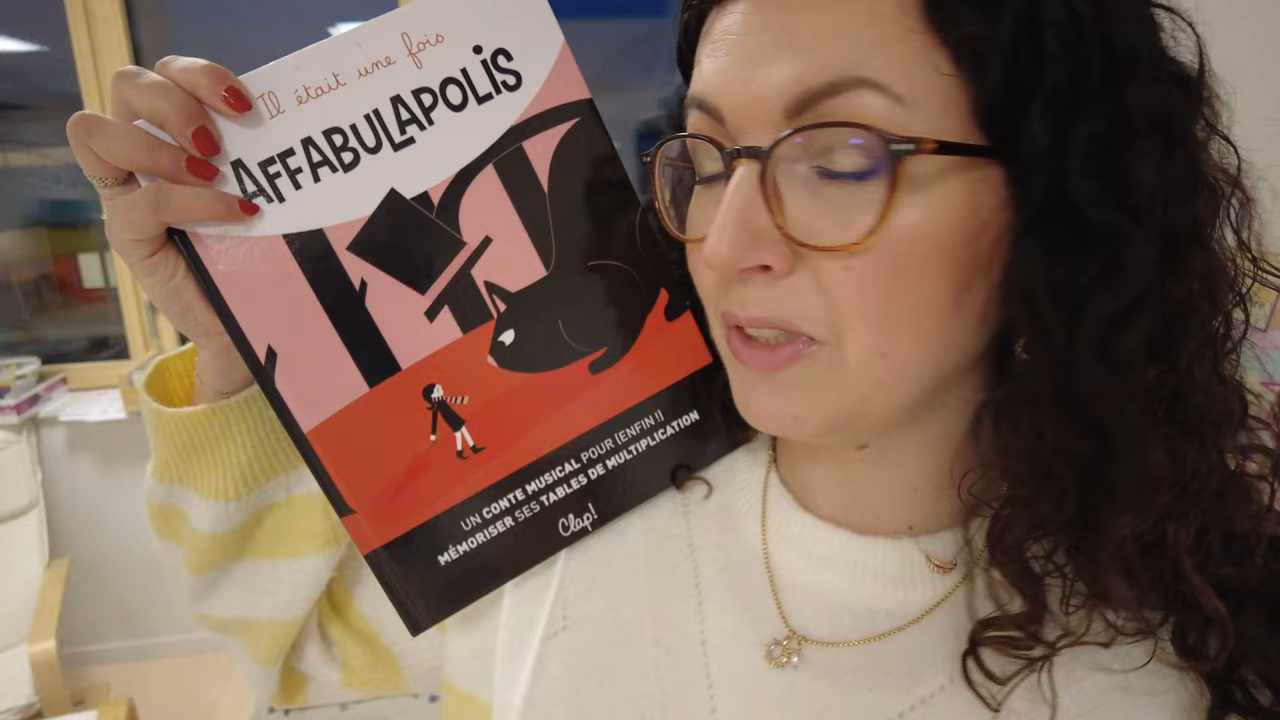 Il était une fois
AFFABULAPOLIS
UN CONTE MUSICAL POUR (ENFIN !)
MÉMORISER SES TABLES DE MULTIPLICATION
Clap!